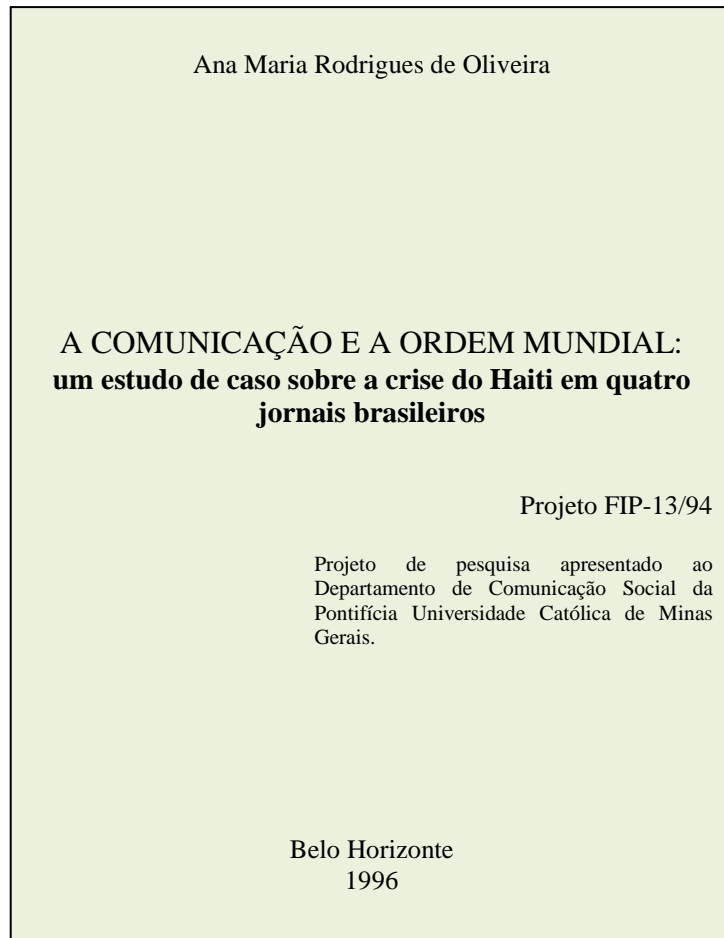 Ana Maria Rodrigues de Oliveira
A COMUNICAÇÃO E A ORDEM MUNDIAL:
um estudo de caso sobre a crise do Haiti em quatro
jornais brasileiros
Projeto FIP-13/94
Projeto de pesquisa apresentado ao
Departamento de Comunicação Social da
Pontifícia Universidade Católica de Minas
Gerais.
Belo Horizonte
1996